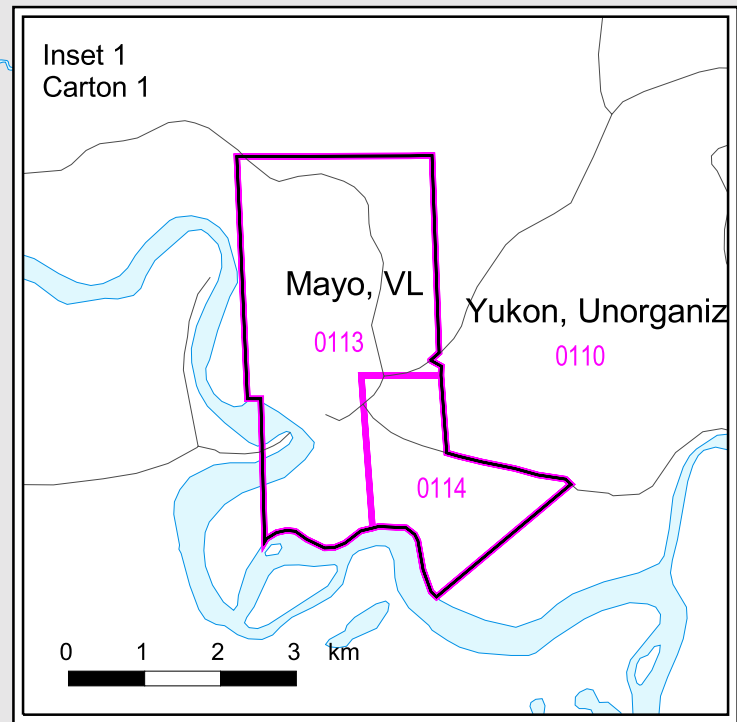 Inset 1
Carton 1
Mayo, VL
Yukon, Unorganiz
0113
0110
0114
0 1 2 3 km